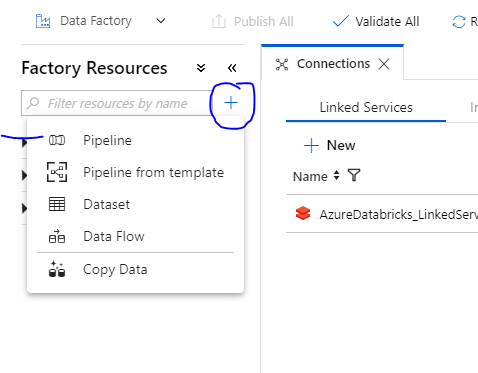 Data Factory
Publish All
Validate All
R
Factory Resources
Filter resources by name
Pipeline
Pipeline from template
Dataset
Data Flow
Copy Data
Connections
Linked Services
In
New
Name
AzureDatabricks_LinkedServ